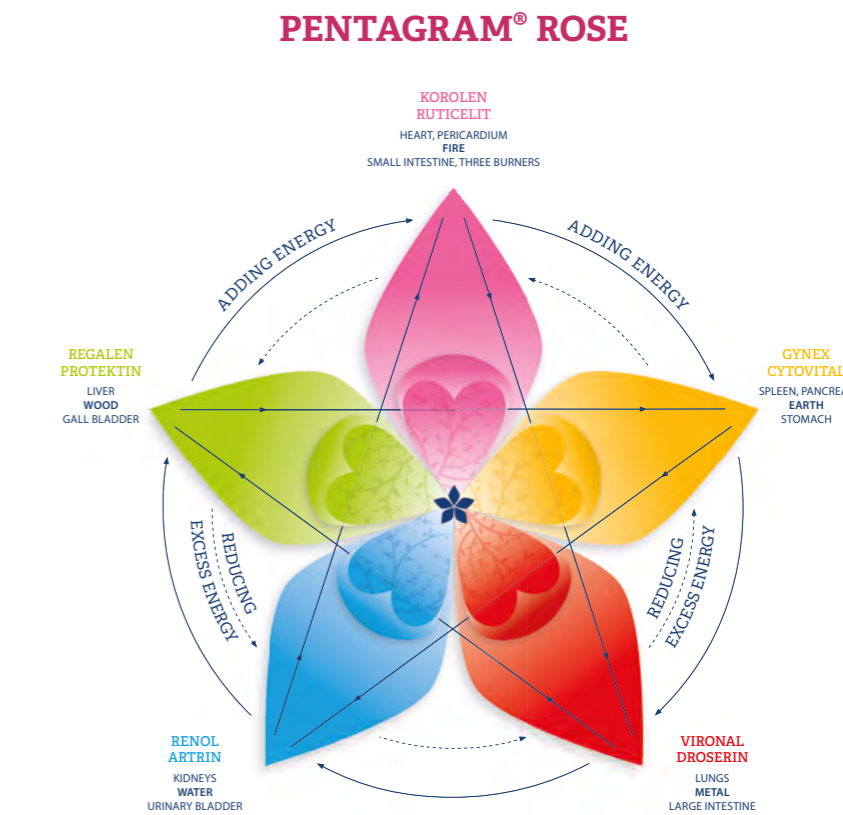 PENTAGRAM® ROSE
KOROLEN
RUTICELIT
HEART, PERICARDIUM
FIRE
SMALL INTESTINE, THREE BURNERS
ADDING ENERGY
ADDING ENERGY
REGALEN
PROTEKTIN
LIVER
WOOD
GALL BLADDER
GYNEX
CYTOVITAL
SPLEEN, PANCREA
EARTH
STOMACH
REDUCING
EXCESS ENERGY
REDUCING
EXCESS ENERGY
RENOL
ARTRIN
KIDNEYS
WATER
URINARY BLADDER
VIRONAL
DROSERIN
LUNGS
METAL
LARGE INTESTINE